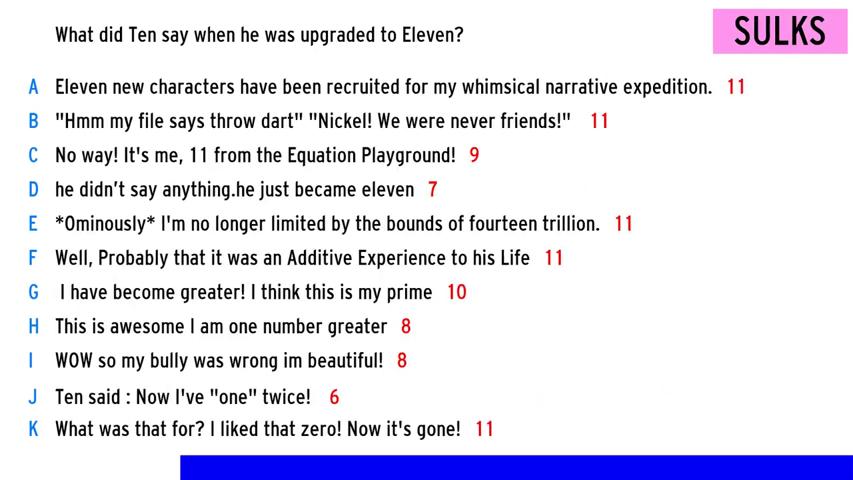 What did Ten say when he was upgraded to Eleven?
SULKS
A Eleven new characters have been recruited for my whimsical narrative expedition. 11
B "Hmm my file says throw dart" "Nickel! We were never friends!" 11
C No way! It's me, 11 from the Equation Playground! 9
D he didn’t say anything.he just became eleven 7
E *Ominously* I'm no longer limited by the bounds of fourteen trillion. 11
F Well, Probably that it was an Additive Experience to his Life 11
G I have become greater! I think this is my prime 10
H This is awesome I am one number greater 8
I WOW so my bully was wrong im beautiful! 8
J Ten said : Now I've "one" twice! 6
K What was that for? I liked that zero! Now it's gone! 11